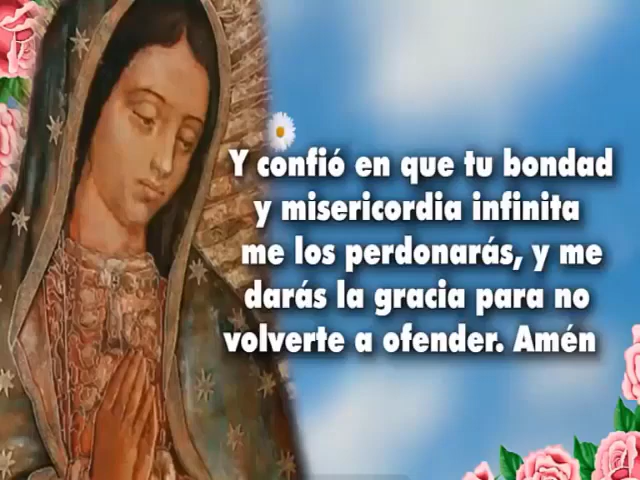 Y confió en que tu bondad
y misericordia infinita
me los perdonarás, y me
darás la gracia para no
volverte a ofender. Amén